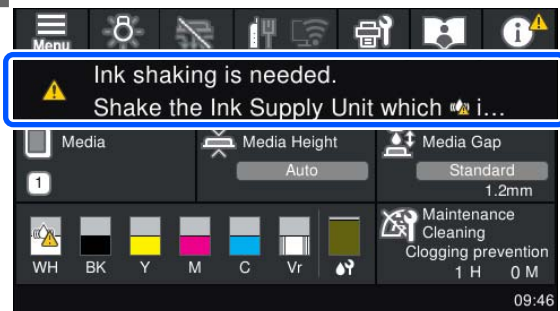 Menu
Ink shaking is needed.
Shake the Ink Supply Unit which i...
Media
1
Media Height
Auto
Media Gap
Standard
1.2mm
WH
BK
Y
M
C
Vr
Maintenance
Cleaning
Clogging prevention
1 H 0 M
09:46